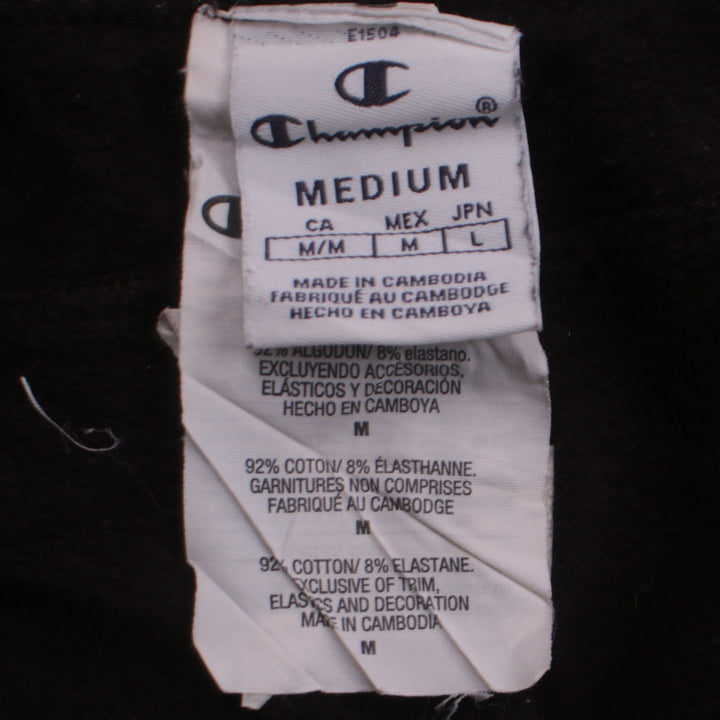 E1504
Champion®
MEDIUM
CA MEX JPN
M/M M L
MADE IN CAMBODIA
FABRIQUÉ AU CAMBODGE
HECHO EN CAMBOYA
92% ALGODÓN/ 8% elastano.
EXCLUYENDO ACCESORIOS,
ELÁSTICOS Y DECORACIÓN
HECHO EN CAMBOYA
M
92% COTON/ 8% ÉLASTHANNE.
GARNITURES NON COMPRISES
FABRIQUÉ AU CAMBODGE
M
92% COTTON/ 8% ELASTANE.
EXCLUSIVE OF TRIM,
ELASTICS AND DECORATION
MADE IN CAMBODIA
M